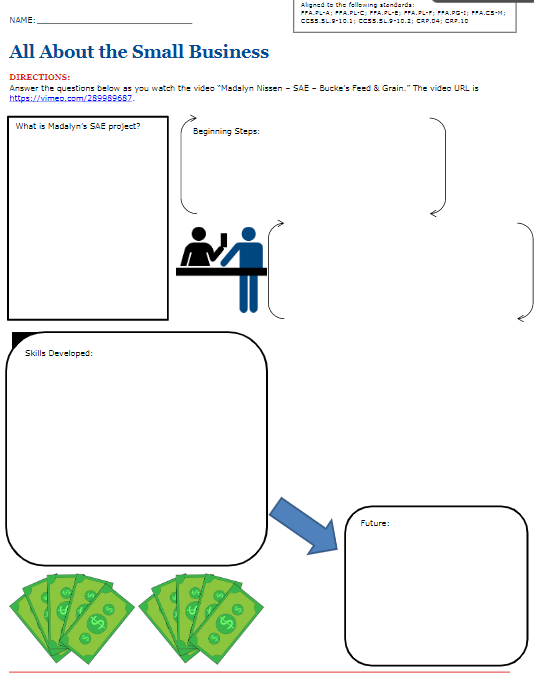 Aligned to the following standards:
FFA.PL-A; FFA.PL-C; FFA.PL-E; FFA.PL-F; FFA.PG-I; FFA.CS-M;
CCSS.SL.9-10.1; CCSS.SL.9-10.2; CRP.04; CRP.10
NAME:
All About the Small Business
DIRECTIONS:
Answer the questions below as you watch the video “Madalyn Nissen – SAE – Bucke's Feed & Grain.” The video URL is
https://vimeo.com/289989687.
What is Madalyn's SAE project?
Beginning Steps:
Skills Developed:
Future: